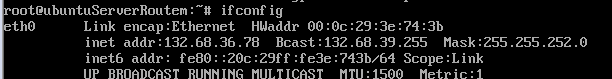 root@ubuntuServerRoutem:~# ifconfig
eth0      Link encap:Ethernet  HWaddr 00:0c:29:3e:74:3b
          inet addr:132.68.36.78  Bcast:132.68.39.255  Mask:255.255.252.0
          inet6 addr: fe80::20c:29ff:fe3e:743b/64 Scope:Link
          UP BROADCAST RUNNING MULTICAST  MTU:1500  Metric:1